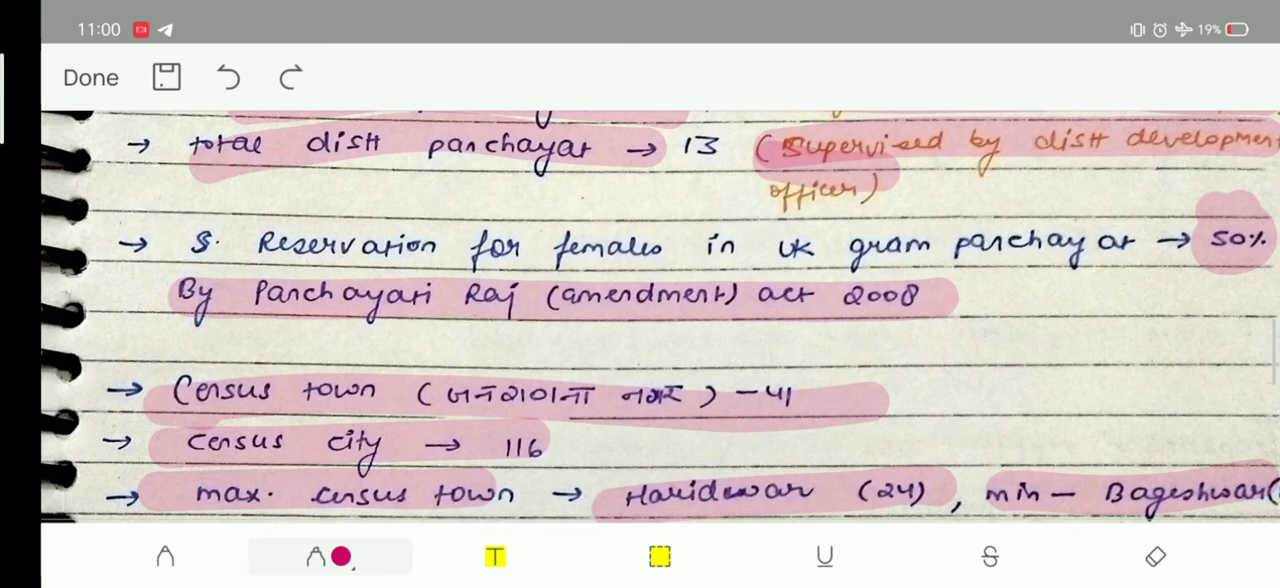 11:00 19%
Done
→ total distt panchayat → 13 (Supervised by distt development
officer)
→ S. Reservation for females in UK gram panchayat → 50%
By Panchayati Raj (amendment) act 2008
→ Census town (जनगणना नगर) - 41
→ census city → 116
→ max. census town → Haridwar (24), min - Bageshwar(
T U S